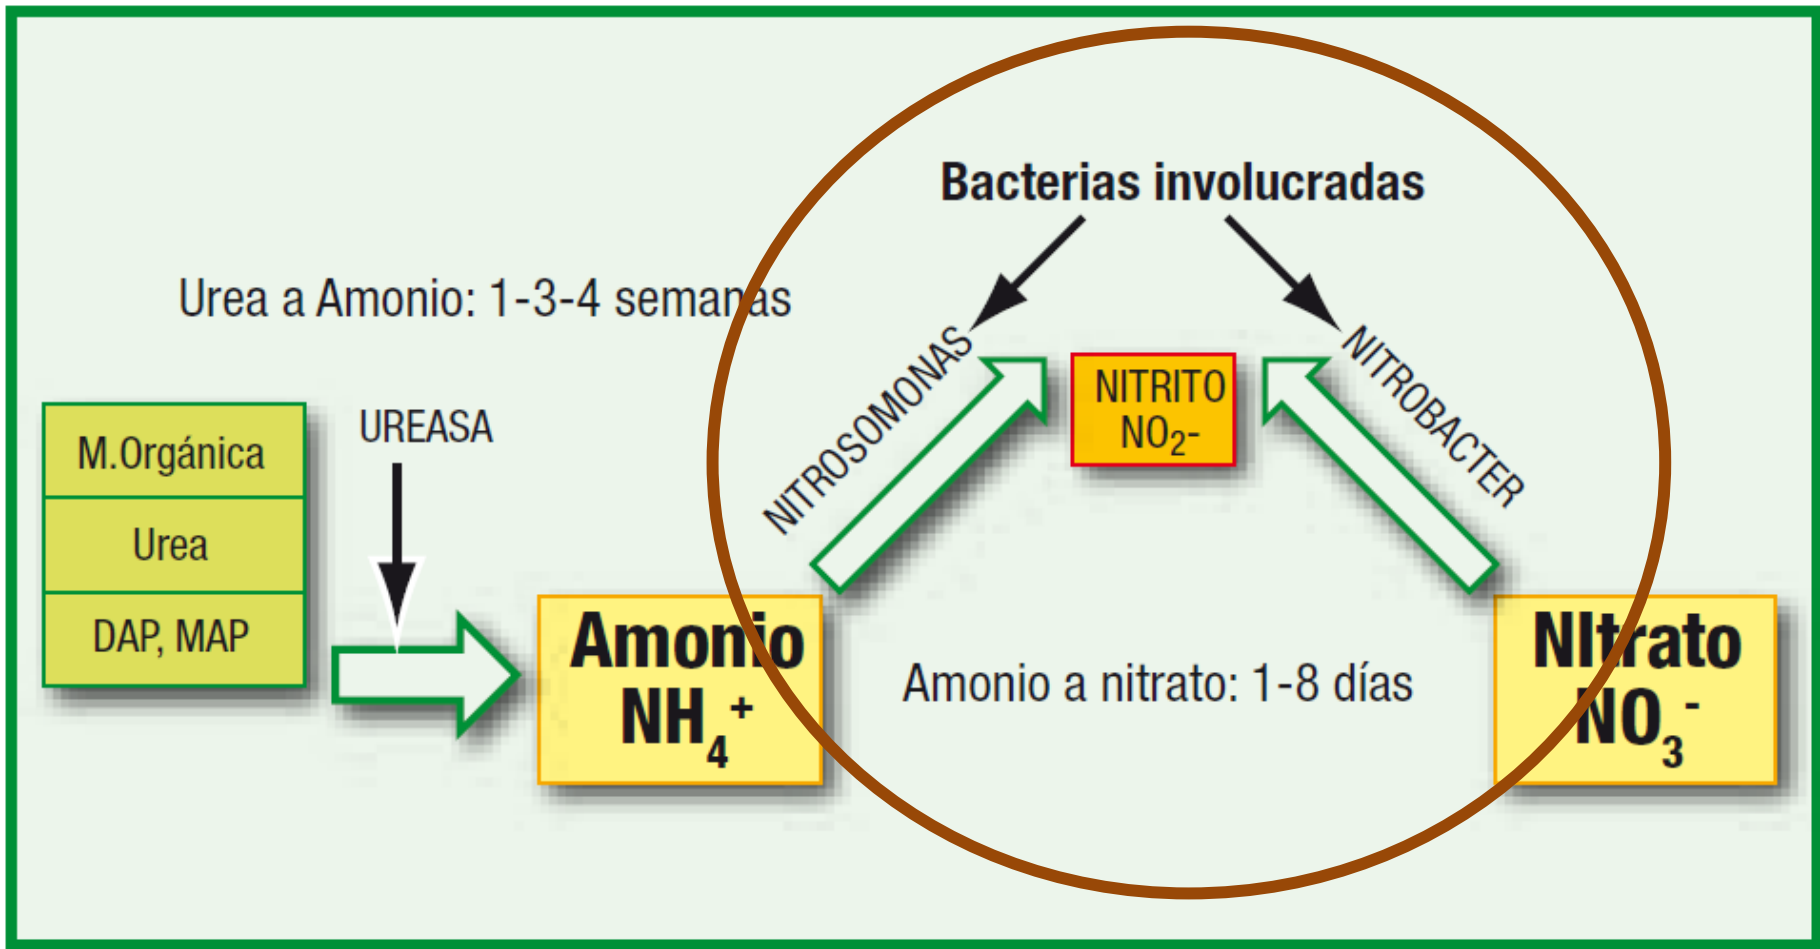 Bacterias involucradas
Urea a Amonio: 1-3-4 semanas
NITROSOMONAS
NITROBACTER
NITRITO
NO₂-
UREASA
M.Orgánica
Urea
DAP, MAP
Amonio
NH₄⁺
Amonio a nitrato: 1-8 días
NItrato
NO₃⁻